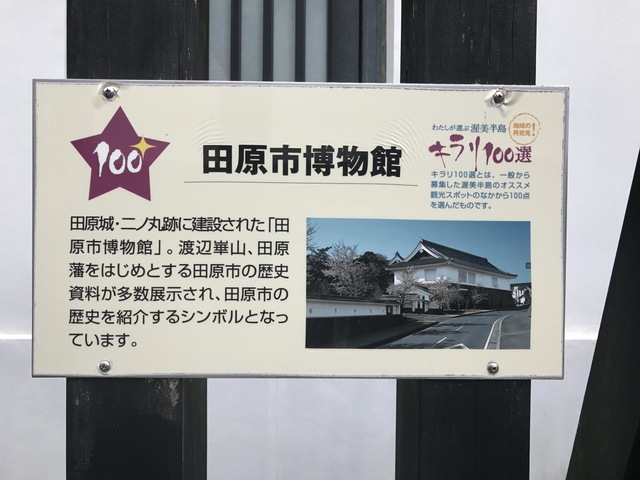 100
田原市博物館
わたしが選ぶ 渥美半島
地域の
再発見!
キラリ100選
キラリ100選とは、一般から
募集した渥美半島のオススメ
観光スポットのなかから100点
を選んだものです。
田原城・二ノ丸跡に建設された「田
原市博物館」。渡辺崋山、田原
藩をはじめとする田原市の歴史
資料が多数展示され、田原市の
歴史を紹介するシンボルとなっ
ています。